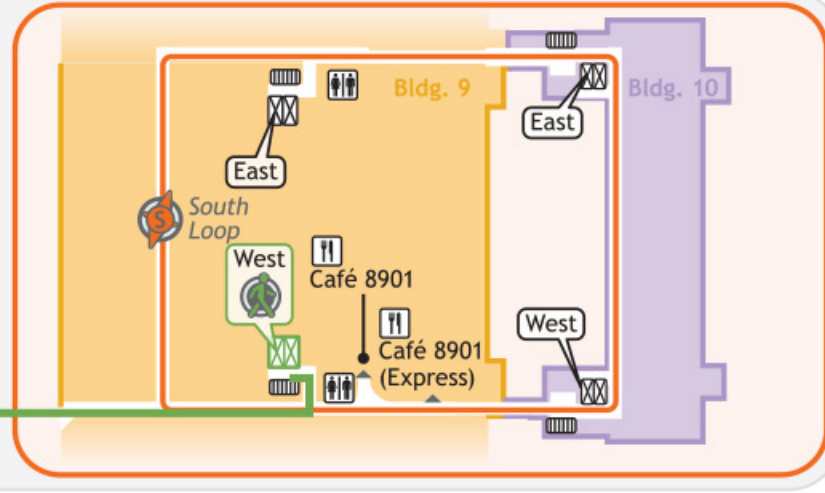 Bldg. 9
Bldg. 10
East
East
S
South
Loop
West
Café 8901
West
Café 8901
(Express)